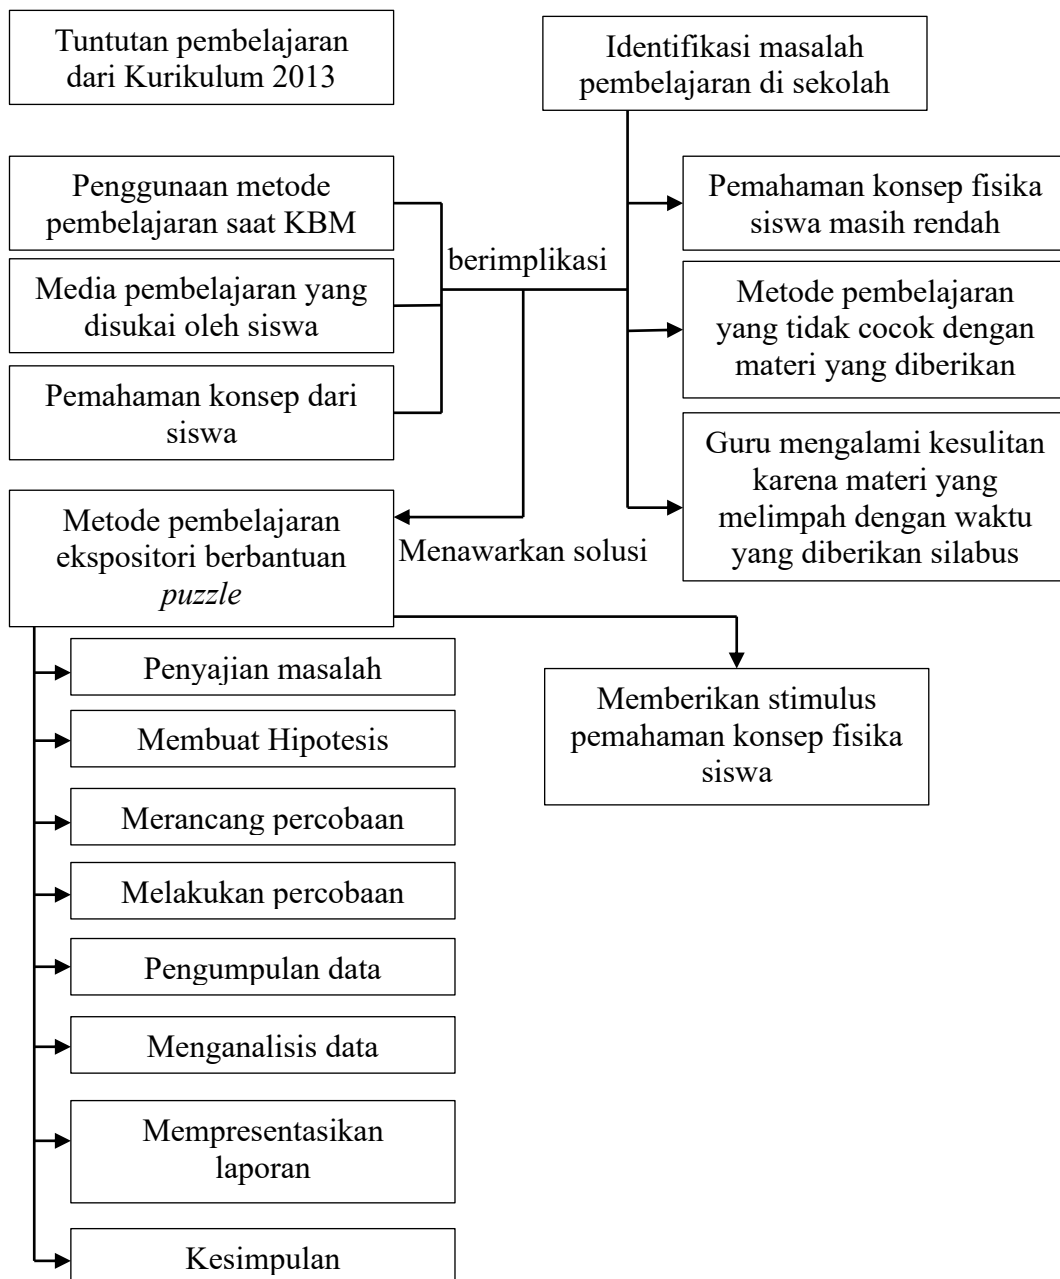 Tuntutan pembelajaran
dari Kurikulum 2013
Identifikasi masalah
pembelajaran di sekolah
Penggunaan metode
pembelajaran saat KBM
Media pembelajaran yang
disukai oleh siswa
Pemahaman konsep dari
siswa
berimplikasi
Pemahaman konsep fisika
siswa masih rendah
Metode pembelajaran
yang tidak cocok dengan
materi yang diberikan
Guru mengalami kesulitan
karena materi yang
melimpah dengan waktu
yang diberikan silabus
Metode pembelajaran
ekspositori berbantuan
puzzle
Menawarkan solusi
Penyajian masalah
Membuat Hipotesis
Merancang percobaan
Melakukan percobaan
Pengumpulan data
Menganalisis data
Mempresentasikan
laporan
Kesimpulan
Memberikan stimulus
pemahaman konsep fisika
siswa